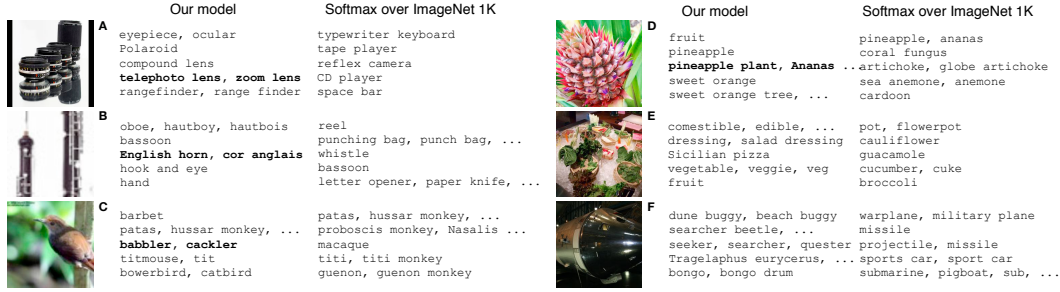 Our model Softmax over ImageNet 1K
A
eyepiece, ocular typewriter keyboard
Polaroid tape player
compound lens reflex camera
telephoto lens, zoom lens CD player
rangefinder, range finder space bar
B
oboe, hautboy, hautbois reel
bassoon punching bag, punch bag, ...
English horn, cor anglais whistle
hook and eye bassoon
hand letter opener, paper knife, ...
C
barbet patas, hussar monkey, ...
patas, hussar monkey, ... proboscis monkey, Nasalis ...
babbler, cackler macaque
titmouse, tit titi, titi monkey
bowerbird, catbird guenon, guenon monkey
Our model Softmax over ImageNet 1K
D
fruit pineapple, ananas
pineapple coral fungus
pineapple plant, Ananas ... artichoke, globe artichoke
sweet orange sea anemone, anemone
sweet orange tree, ... cardoon
E
comestible, edible, ... pot, flowerpot
dressing, salad dressing cauliflower
Sicilian pizza guacamole
vegetable, veggie, veg cucumber, cuke
fruit broccoli
F
dune buggy, beach buggy warplane, military plane
searcher beetle, ... missile
seeker, searcher, quester projectile, missile
Tragelaphus eurycerus, ... sports car, sport car
bongo, bongo drum submarine, pigboat, sub, ...